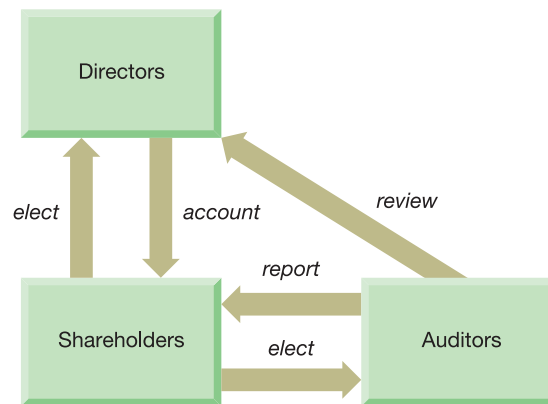 Directors
elect
account
review
report
Shareholders
elect
Auditors